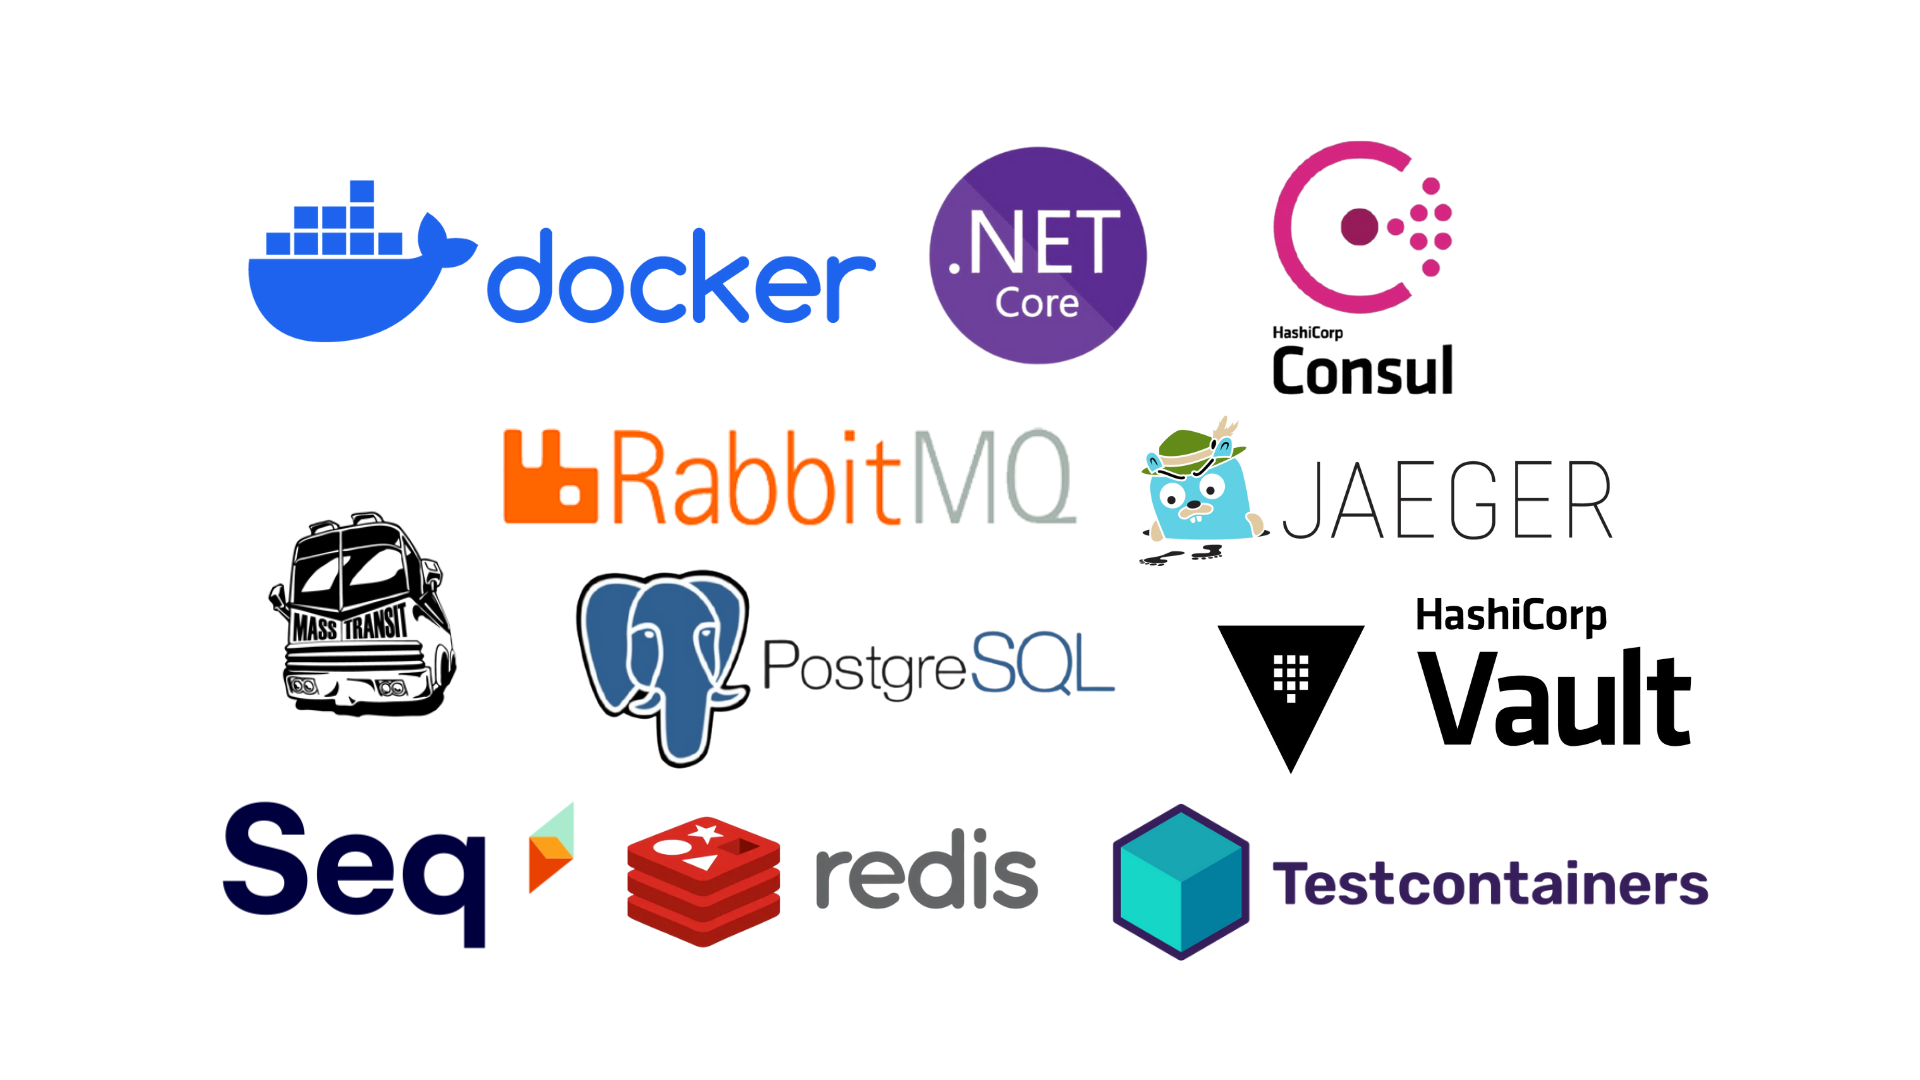 docker
.NET
Core
HashiCorp
Consul
RabbitMQ
JAEGER
MASS TRANSIT
PostgreSQL
HashiCorp
Vault
Seq
redis
Testcontainers